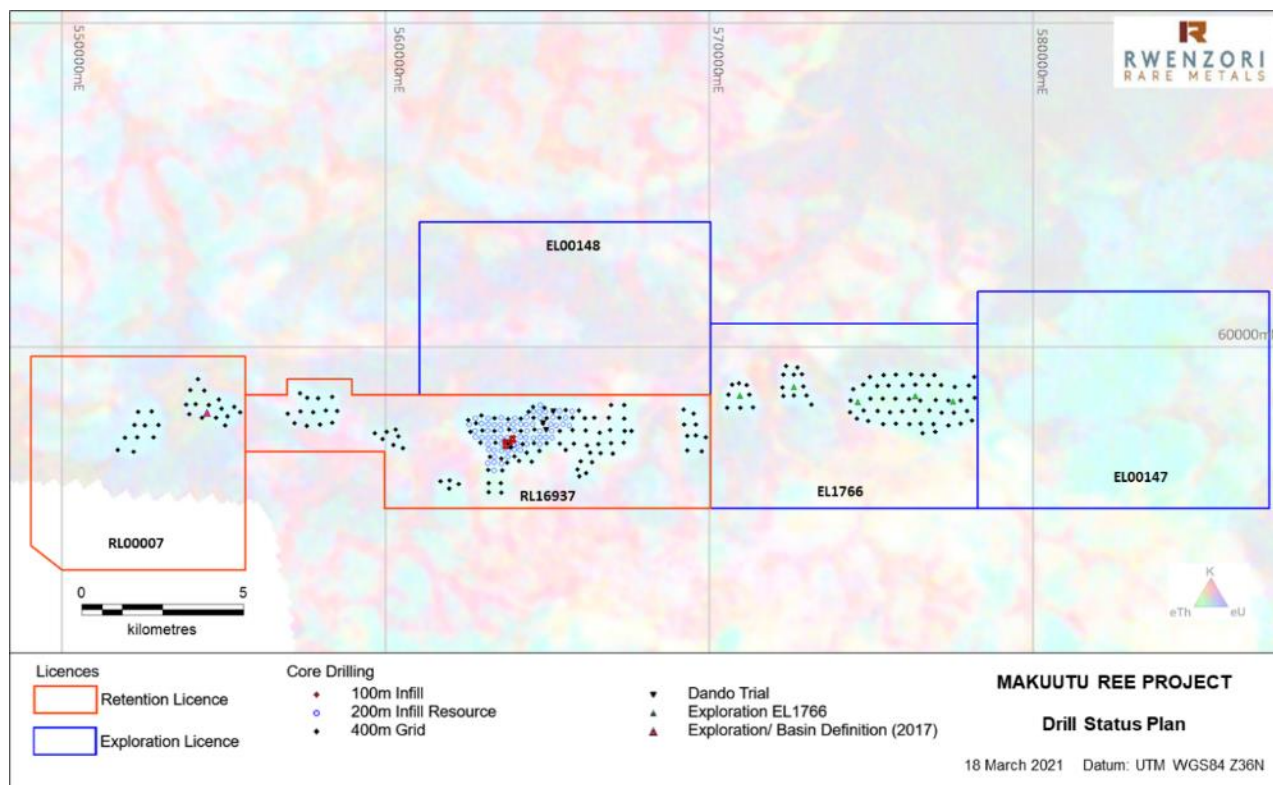 550000mE
560000mE
570000mE
580000mE
RWENZORI
RARE METALS
EL00148
60000mN
RL16937
EL1766
EL00147
RL00007
K
eTh eU
0 5
kilometres
Licences
Retention Licence
Exploration Licence
Core Drilling
100m Infill
200m Infill Resource
400m Grid
Dando Trial
Exploration EL1766
Exploration/ Basin Definition (2017)
MAKUUTU REE PROJECT
Drill Status Plan
18 March 2021 Datum: UTM WGS84 Z36N